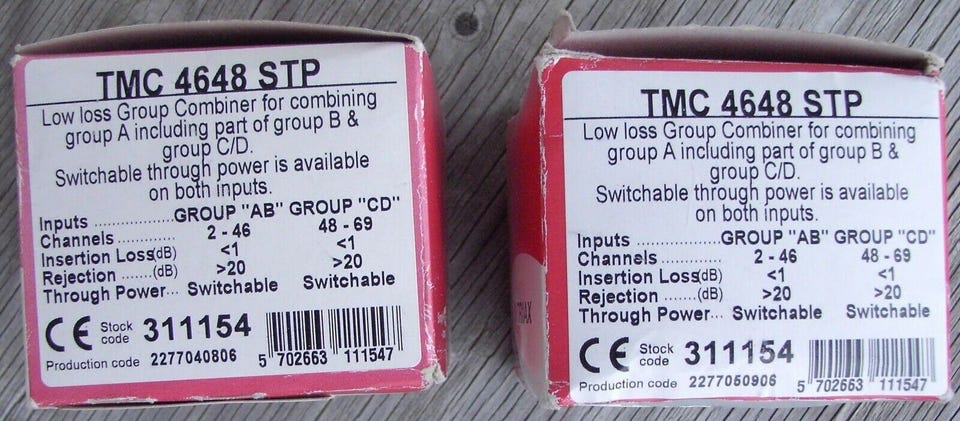 TMC 4648 STP
Low loss Group Combiner for combining
group A including part of group B &
group C/D.
Switchable through power is available
on both inputs.
Inputs ..................GROUP "AB" GROUP "CD"
Channels ............. 2 - 46 48 - 69
Insertion Loss(dB) <1 <1
Rejection .......(dB) >20 >20
Through Power... Switchable Switchable
CE Stock code 311154
Production code 2277040806
5 702663 111547
TMC 4648 STP
Low loss Group Combiner for combining
group A including part of group B &
group C/D.
Switchable through power is available
on both inputs.
Inputs ..................GROUP "AB" GROUP "CD"
Channels ............. 2 - 46 48 - 69
Insertion Loss(dB) <1 <1
Rejection .......(dB) >20 >20
Through Power... Switchable Switchable
CE Stock code 311154
Production code 2277050906
5 702663 111547
TRIAX